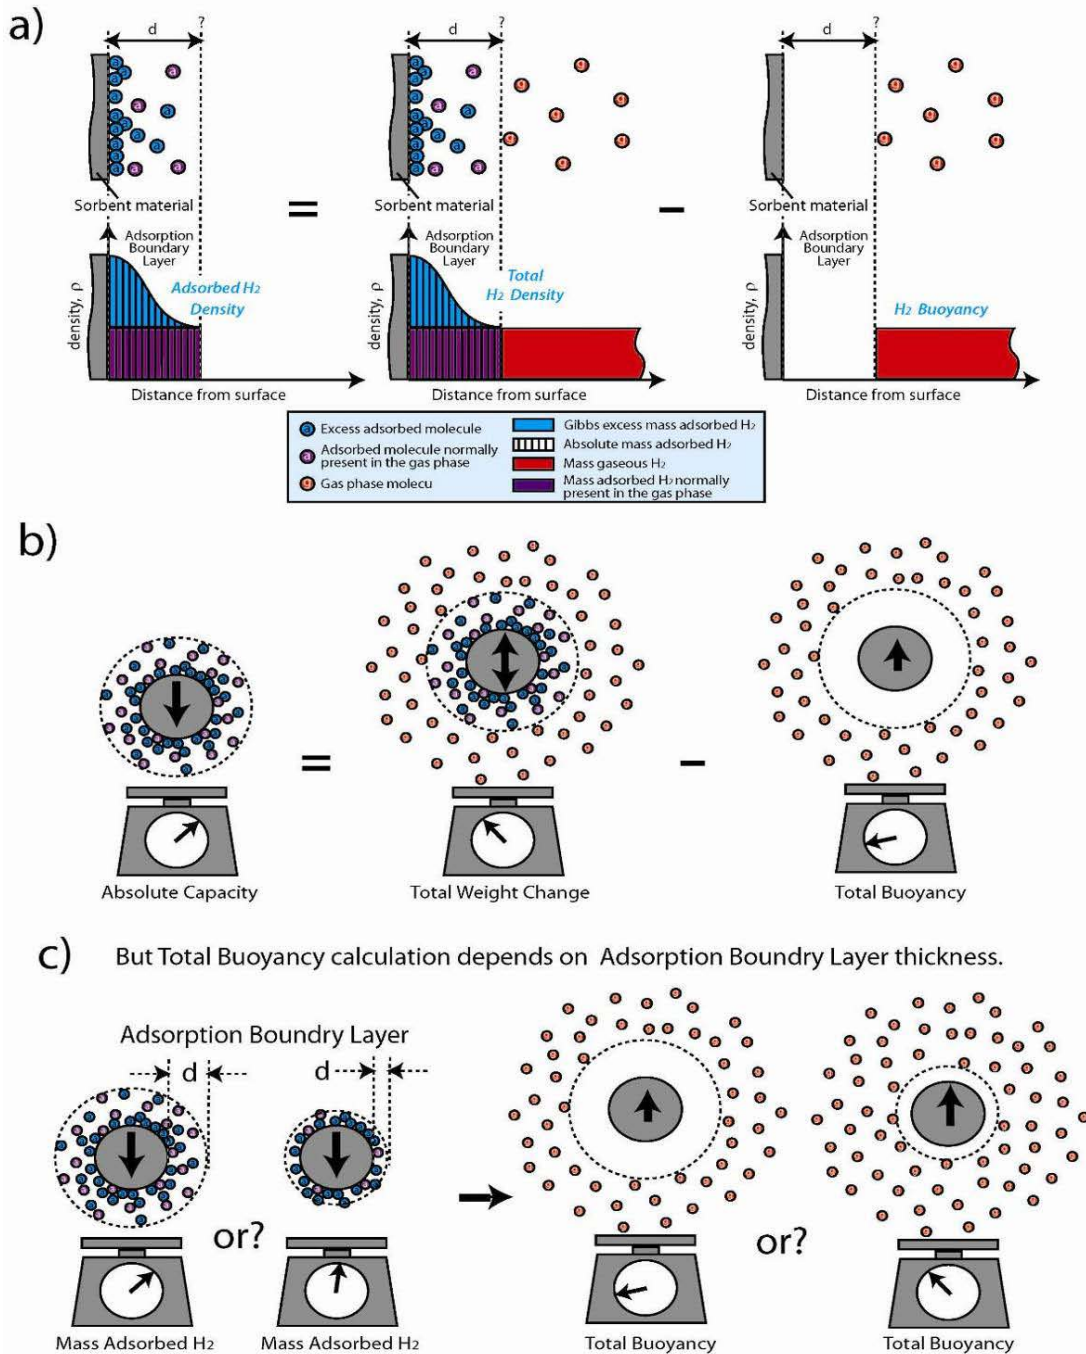 a)
?
d
?
d
?
d
Sorbent material
Sorbent material
Sorbent material
=
–
Adsorption
Boundary
Layer
Adsorption
Boundary
Layer
Adsorption
Boundary
Layer
density, ρ
density, ρ
density, ρ
Adsorbed H₂
Density
Total
H₂ Density
H₂ Buoyancy
Distance from surface
Distance from surface
Distance from surface
a Excess adsorbed molecule
a Adsorbed molecule normally
present in the gas phase
g Gas phase molecu
Gibbs excess mass adsorbed H₂
Absolute mass adsorbed H₂
Mass gaseous H₂
Mass adsorbed H₂ normally
present in the gas phase
b)
=
–
Absolute Capacity
Total Weight Change
Total Buoyancy
c) But Total Buoyancy calculation depends on Adsorption Boundry Layer thickness.
Adsorption Boundry Layer
d
d
or?
or?
Mass Adsorbed H₂
Mass Adsorbed H₂
Total Buoyancy
Total Buoyancy